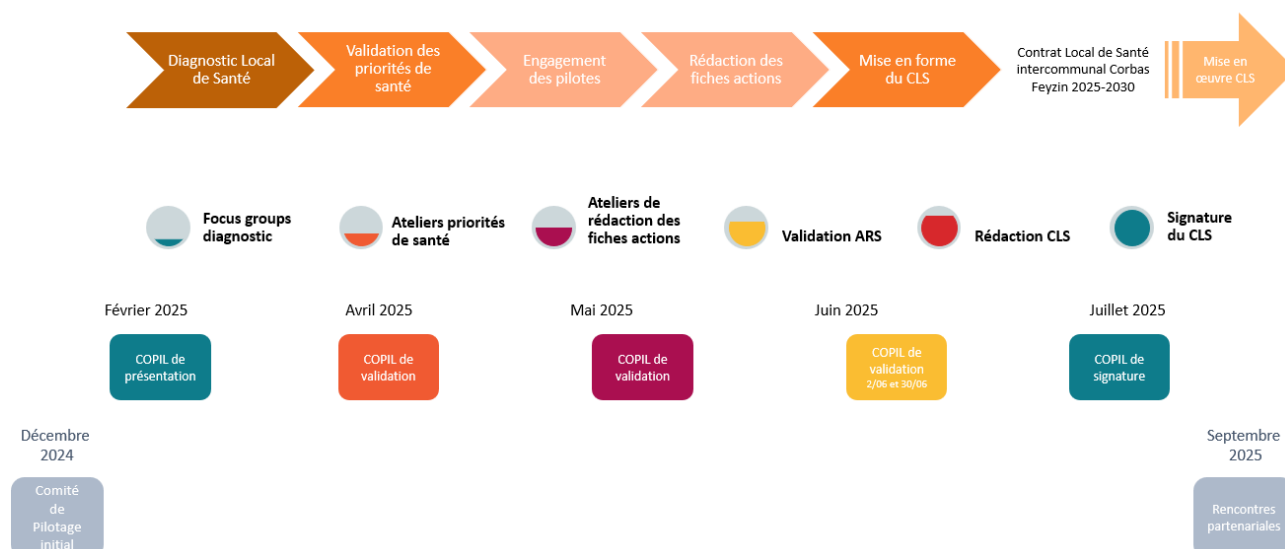 Diagnostic Local
de Santé
Validation des
priorités de
santé
Engagement
des pilotes
Rédaction des
fiches actions
Mise en forme
du CLS
Contrat Local de Santé
intercommunal Corbas
Feyzin 2025-2030
Mise en
œuvre CLS
Focus groups
diagnostic
Ateliers priorités
de santé
Ateliers de
rédaction des
fiches actions
Validation ARS
Rédaction CLS
Signature
du CLS
Février 2025
Avril 2025
Mai 2025
Juin 2025
Juillet 2025
COPIL de
présentation
COPIL de
validation
COPIL de
validation
COPIL de
validation
2/06 et 30/06
COPIL de
signature
Décembre
2024
Septembre
2025
Comité
de
Pilotage
initial
Rencontres
partenariales